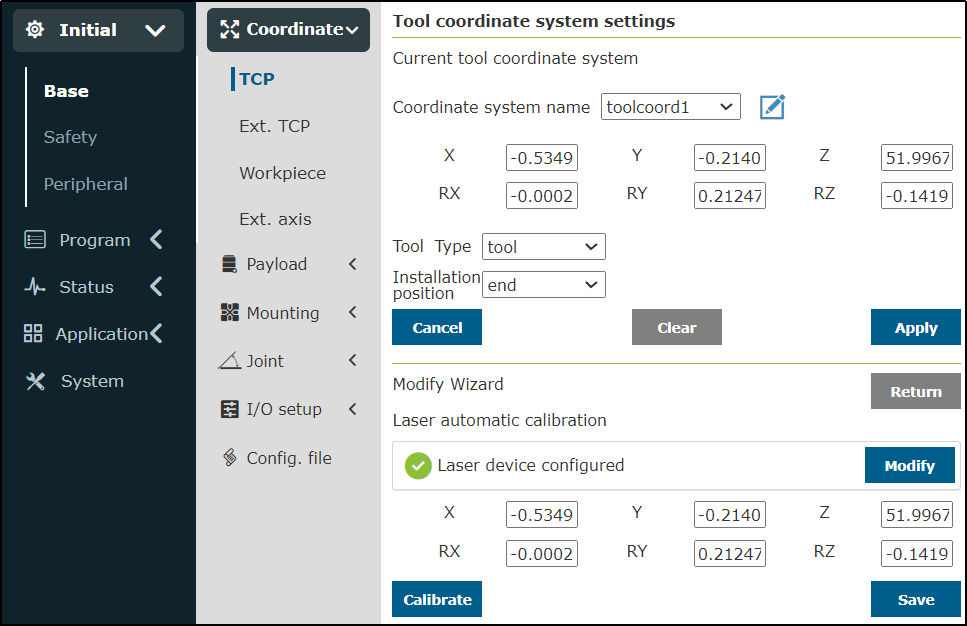 Initial
Base
Safety
Peripheral
Program
Status
Application
System
Coordinate
TCP
Ext. TCP
Workpiece
Ext. axis
Payload
Mounting
Joint
I/O setup
Config. file
Tool coordinate system settings
Current tool coordinate system
Coordinate system name toolcoord1
X -0.5349 Y -0.2140 Z 51.9967
RX -0.0002 RY 0.21247 RZ -0.1419
Tool Type tool
Installation
position end
Cancel Clear Apply
Modify Wizard Return
Laser automatic calibration
Laser device configured Modify
X -0.5349 Y -0.2140 Z 51.9967
RX -0.0002 RY 0.21247 RZ -0.1419
Calibrate Save